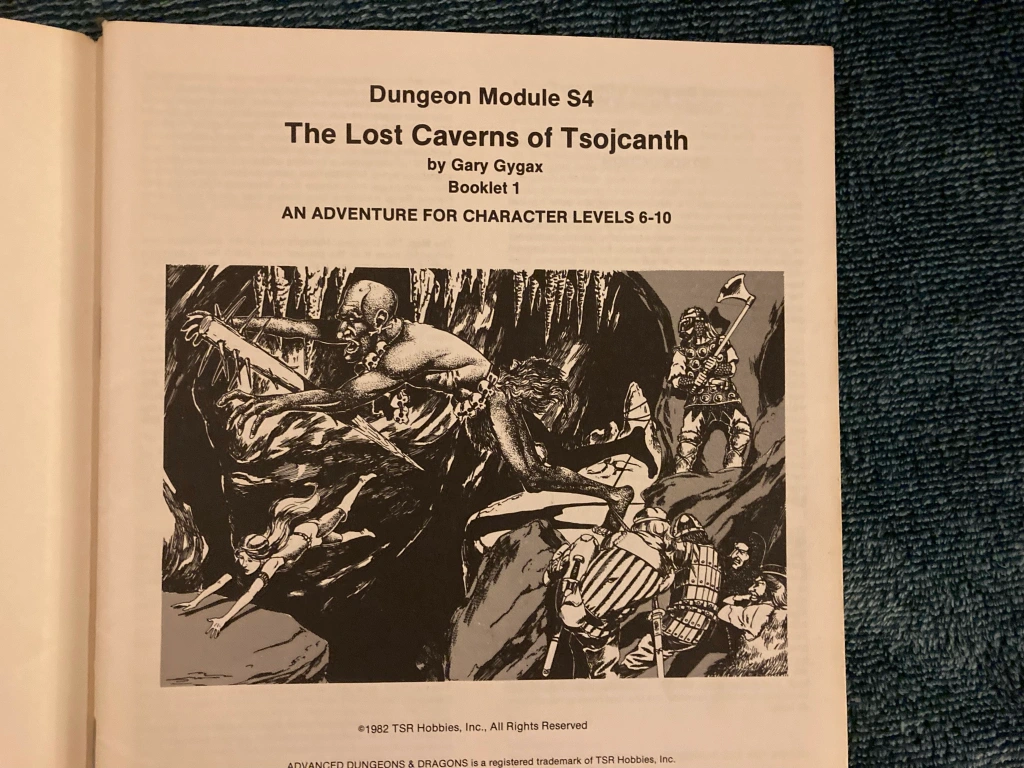 Dungeon Module S4
The Lost Caverns of Tsojcanth
by Gary Gygax
Booklet 1
AN ADVENTURE FOR CHARACTER LEVELS 6-10
©1982 TSR Hobbies, Inc., All Rights Reserved
ADVANCED DUNGEONS & DRAGONS is a registered trademark of TSR Hobbies, Inc.